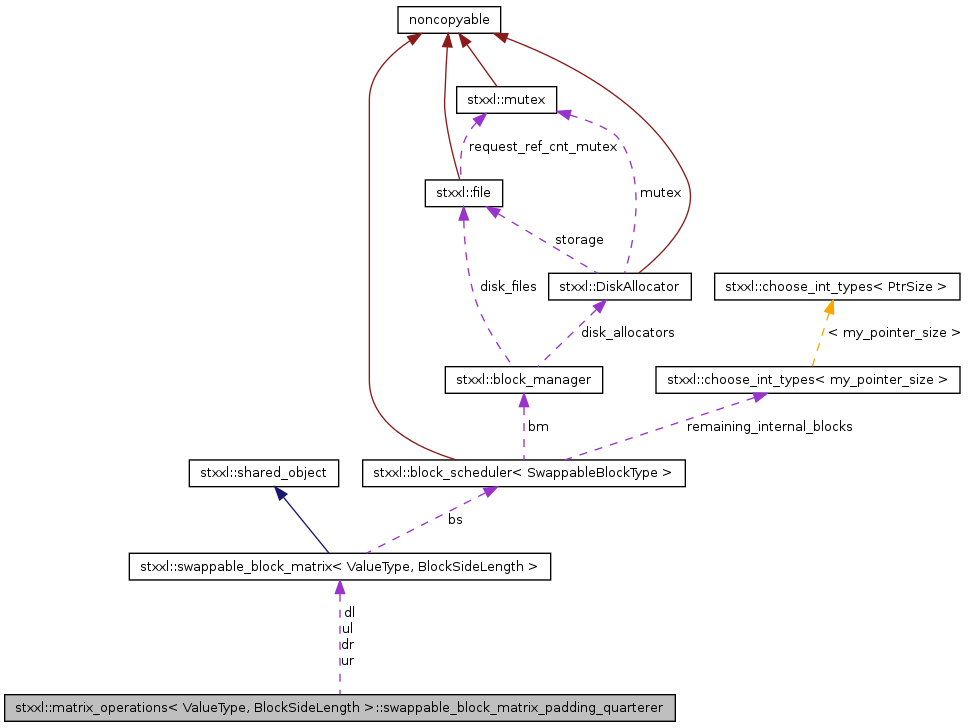 noncopyable
stxxl::mutex
request_ref_cnt_mutex
stxxl::file
mutex
storage
disk_files
stxxl::DiskAllocator
stxxl::choose_int_types< PtrSize >
disk_allocators
< my_pointer_size >
stxxl::block_manager
stxxl::choose_int_types< my_pointer_size >
bm
remaining_internal_blocks
stxxl::shared_object
stxxl::block_scheduler< SwappableBlockType >
bs
stxxl::swappable_block_matrix< ValueType, BlockSideLength >
dl
ul
dr
ur
stxxl::matrix_operations< ValueType, BlockSideLength >::swappable_block_matrix_padding_quarterer